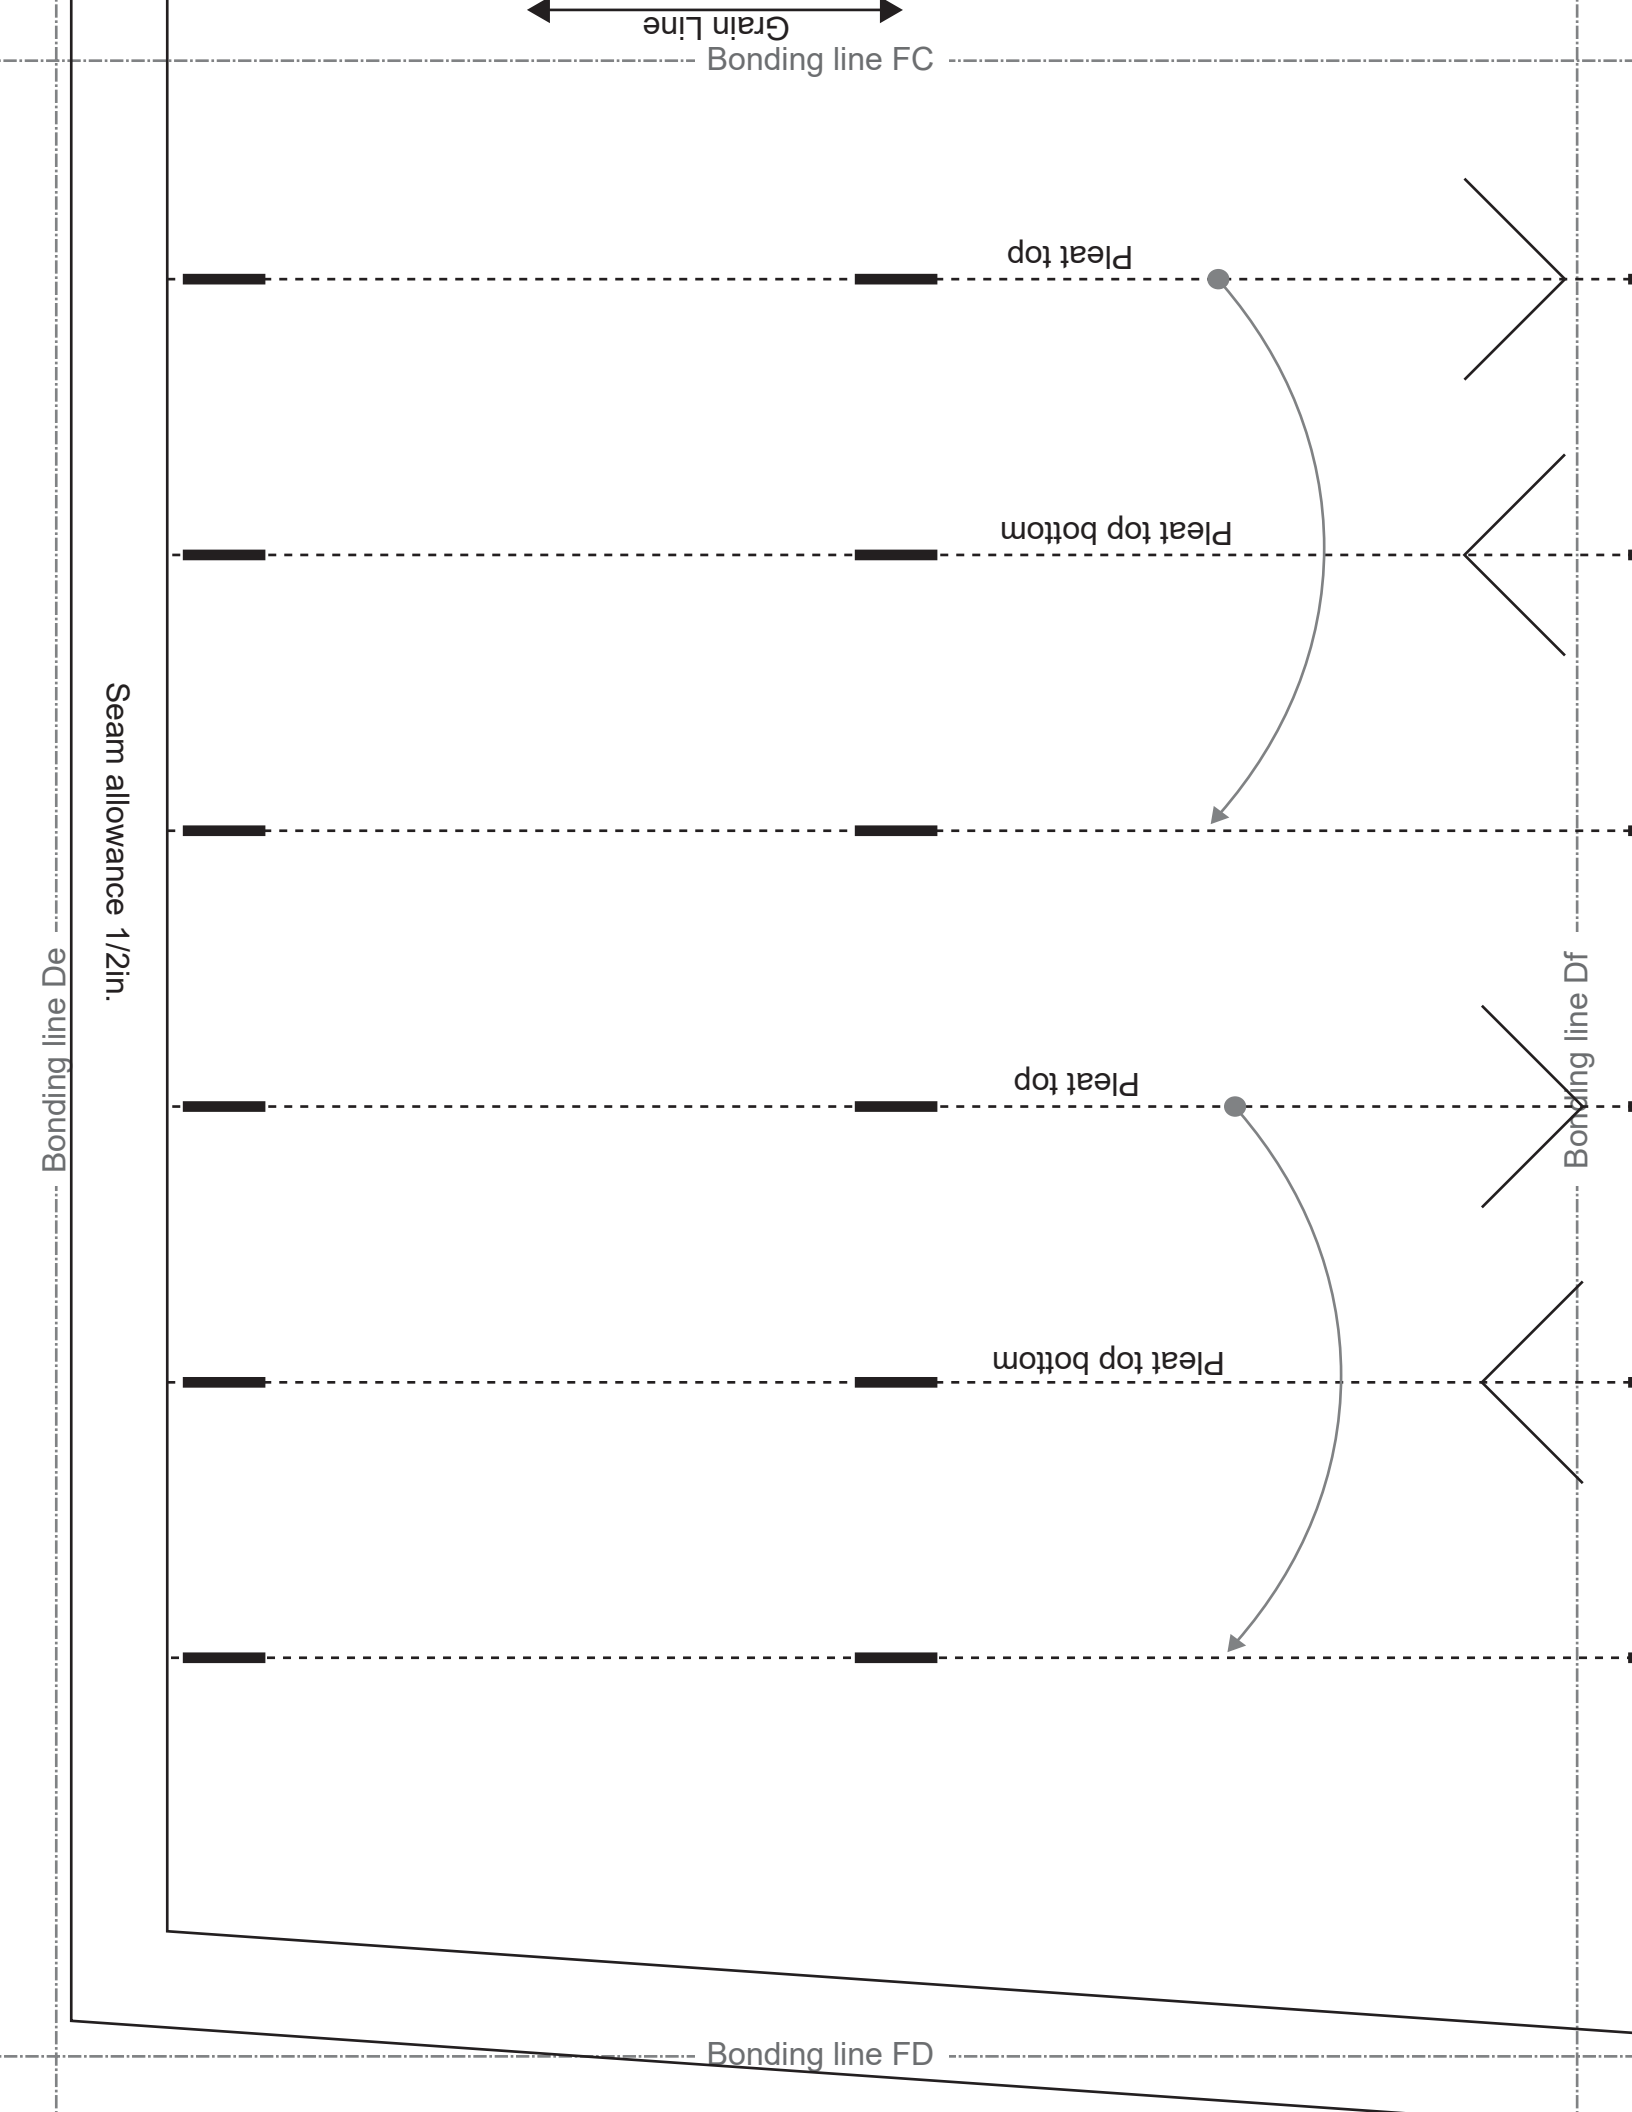 Grain Line
Bonding line FC
Pleat top
Pleat top bottom
Seam allowance 1/2in.
Bonding line De
Bonding line Df
Pleat top
Pleat top bottom
Bonding line FD